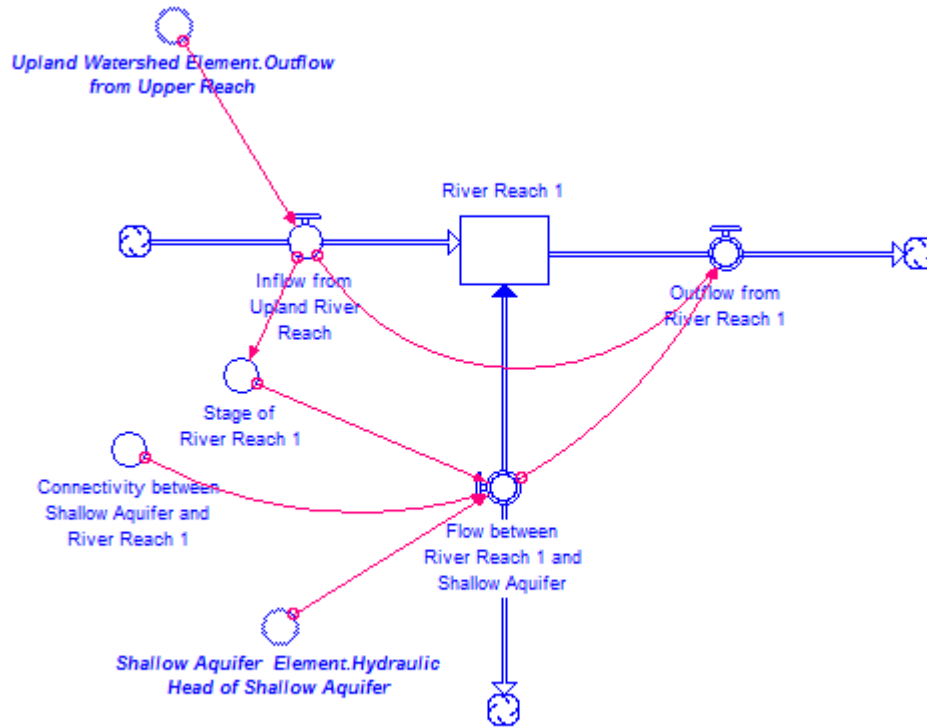 Upland Watershed Element.Outflow
from Upper Reach
River Reach 1
Inflow from
Upland River
Reach
Outflow from
River Reach 1
Stage of
River Reach 1
Connectivity between
Shallow Aquifer and
River Reach 1
Flow between
River Reach 1 and
Shallow Aquifer
Shallow Aquifer Element.Hydraulic
Head of Shallow Aquifer